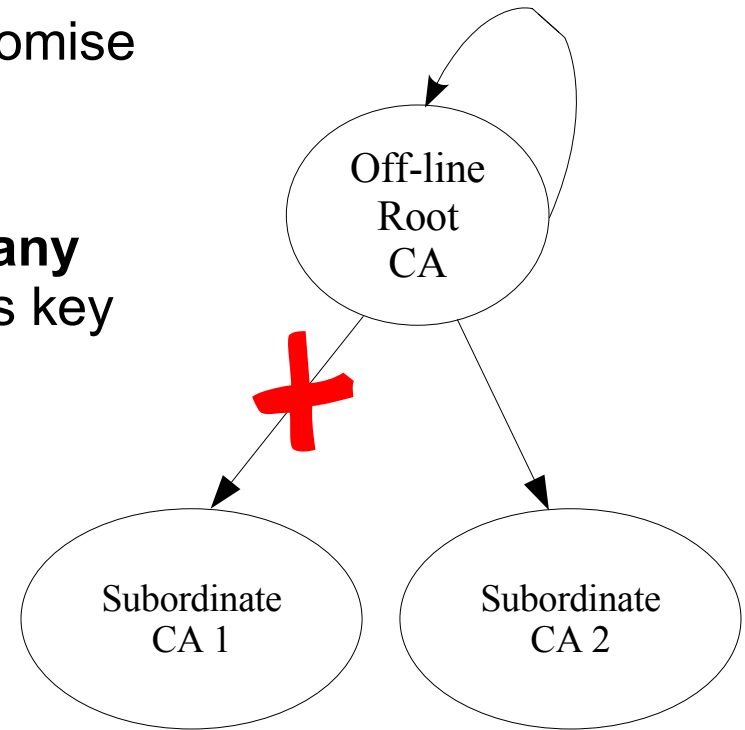 omise
any
s key
Off-line
Root
CA
Subordinate
CA 1
Subordinate
CA 2